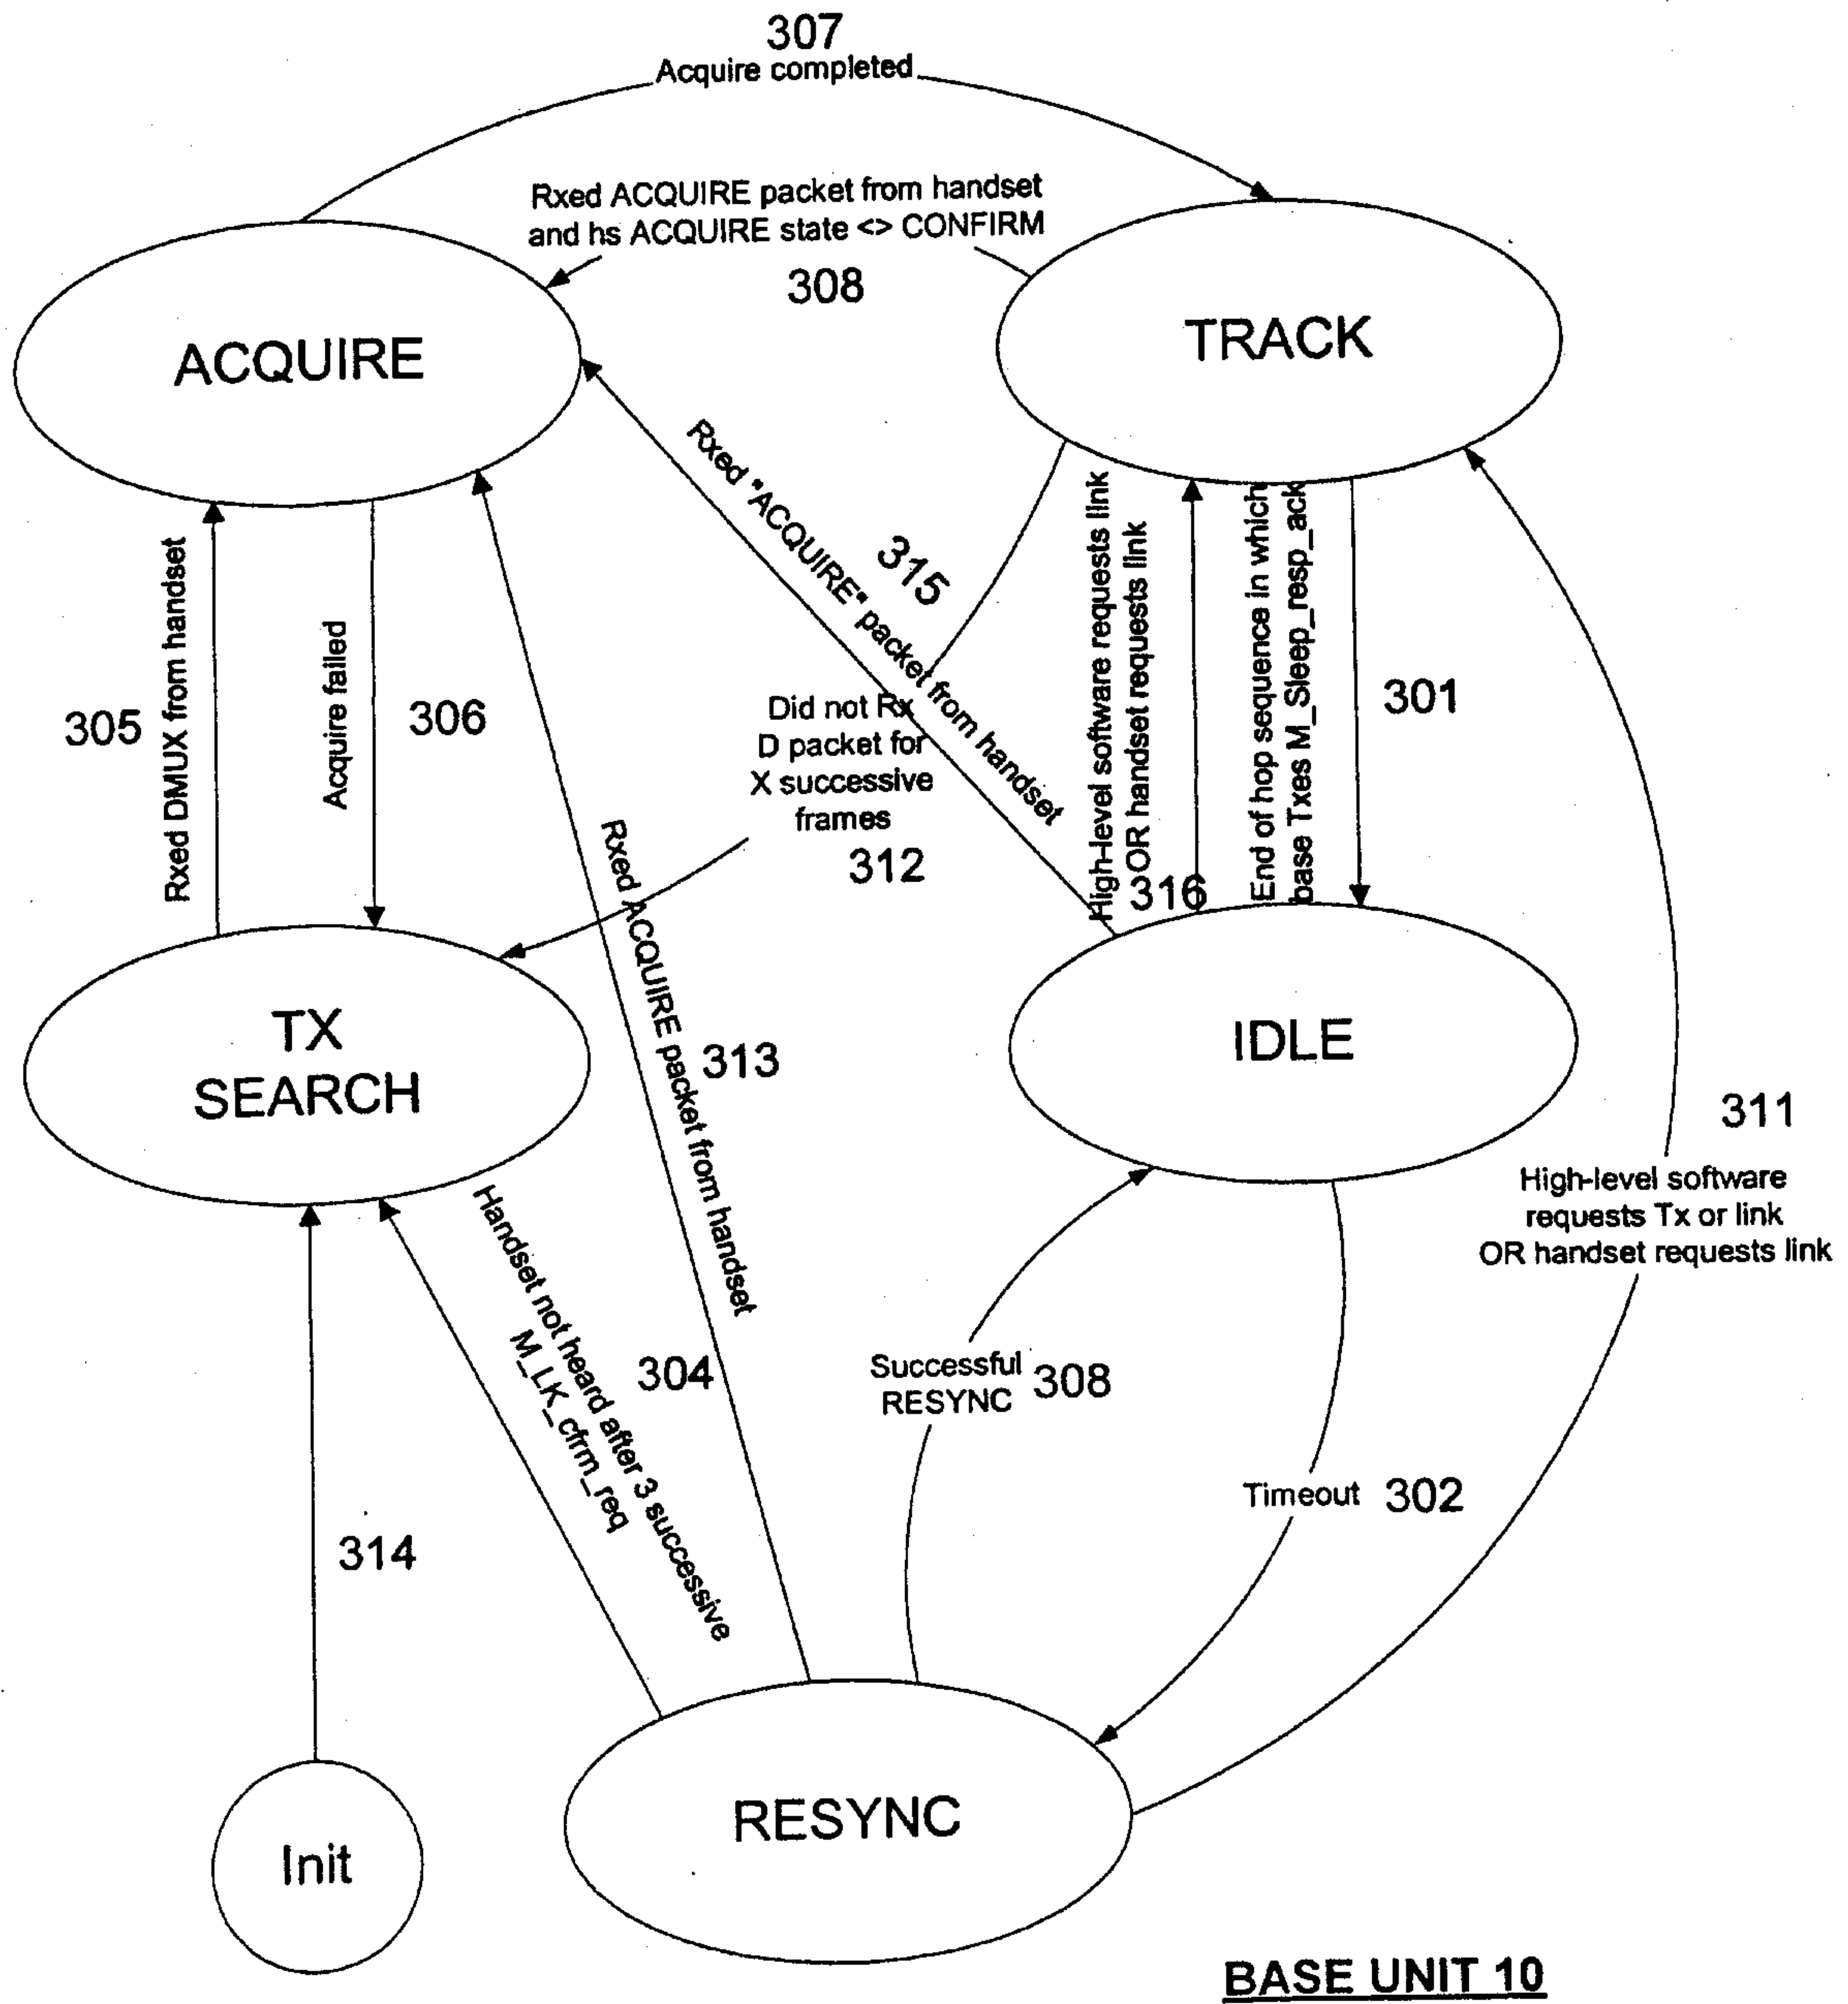 307
Acquire completed
Rxed ACQUIRE packet from handset
and hs ACQUIRE state <> CONFIRM
308
ACQUIRE
TRACK
Rxed "ACQUIRE" packet from handset
315
High-level software requests link
OR handset requests link
316
End of hop sequence in which
base Txes M_Sleep_resp_ack
301
305
Rxed DMUX from handset
Acquire failed
306
Did not Rx
D packet for
X successive
frames
312
Rxed ACQUIRE packet from handset
313
TX
SEARCH
IDLE
311
High-level software
requests Tx or link
OR handset requests link
Handset not heard after 3 successive
M_LK_cfrm_req
304
Successful
RESYNC
308
Timeout 302
314
RESYNC
Init
BASE UNIT 10